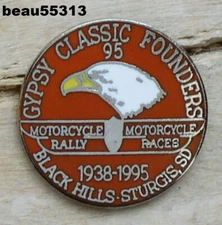 beau55313
GYPSY CLASSIC FOUNDERS
95
MOTORCYCLE RALLY
MOTORCYCLE RACES
1938-1995
BLACK HILLS·STURGIS, SD